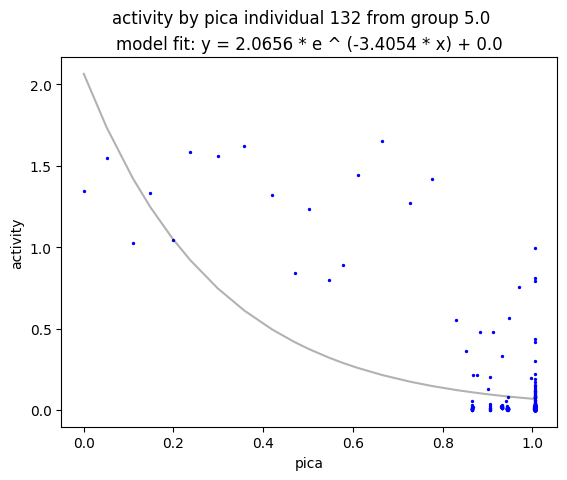 activity by pica individual 132 from group 5.0
model fit: y = 2.0656 * e ^ (-3.4054 * x) + 0.0
2.0
1.5
1.0
0.5
0.0
activity
0.0 0.2 0.4 0.6 0.8 1.0
pica